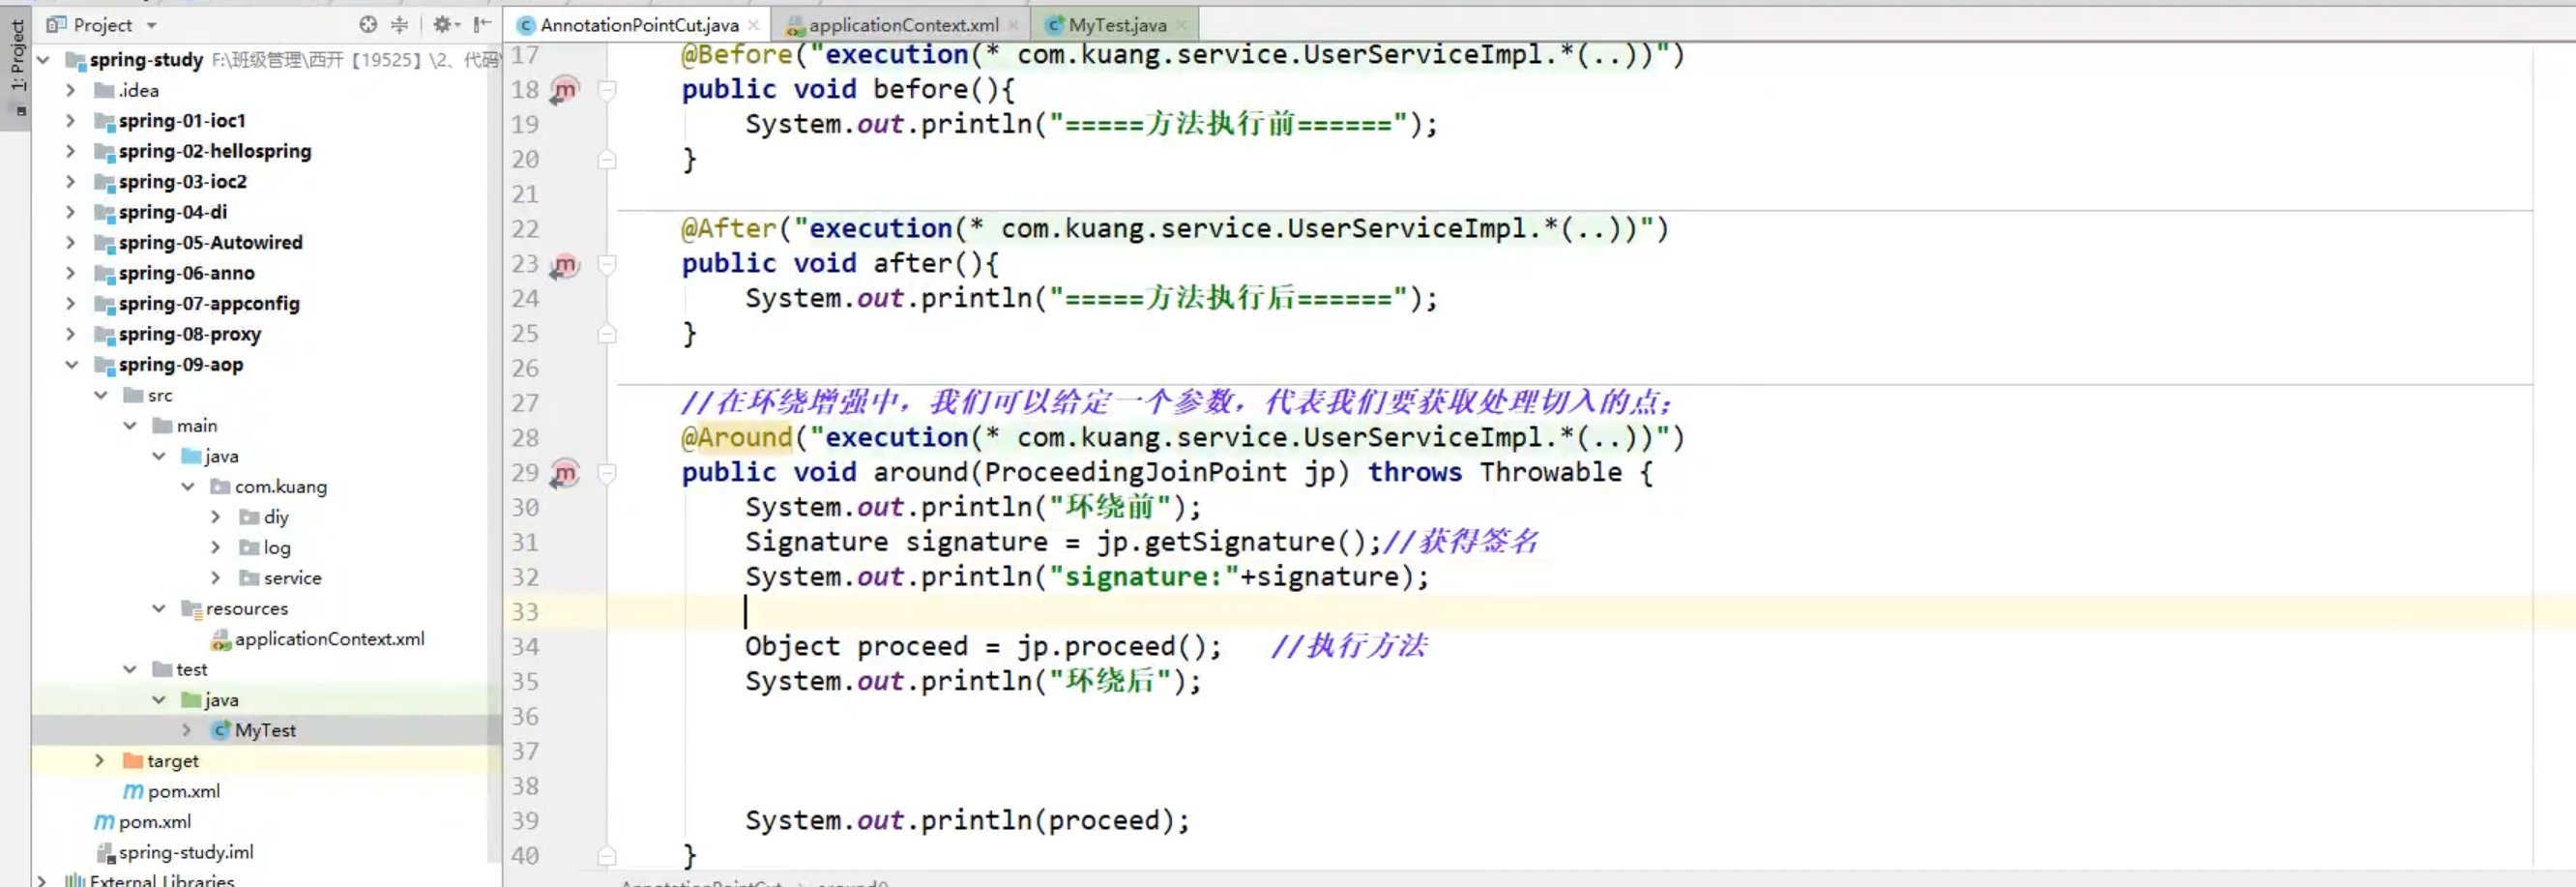 1: Project
Project
spring-study F:\班级管理\西开【19525】\2、代码
.idea
spring-01-ioc1
spring-02-hellospring
spring-03-ioc2
spring-04-di
spring-05-Autowired
spring-06-anno
spring-07-appconfig
spring-08-proxy
spring-09-aop
src
main
java
com.kuang
diy
log
service
resources
applicationContext.xml
test
java
MyTest
target
pom.xml
pom.xml
spring-study.iml
External Libraries
AnnotationPointCut.java applicationContext.xml MyTest.java
17 @Before("execution(* com.kuang.service.UserServiceImpl.*(..))")
18 public void before(){
19 System.out.println("=====方法执行前======");
20 }
21
22 @After("execution(* com.kuang.service.UserServiceImpl.*(..))")
23 public void after(){
24 System.out.println("=====方法执行后======");
25 }
26
27 //在环绕增强中，我们可以给定一个参数，代表我们要获取处理切入的点；
28 @Around("execution(* com.kuang.service.UserServiceImpl.*(..))")
29 public void around(ProceedingJoinPoint jp) throws Throwable {
30 System.out.println("环绕前");
31 Signature signature = jp.getSignature();//获得签名
32 System.out.println("signature:"+signature);
33
34 Object proceed = jp.proceed(); //执行方法
35 System.out.println("环绕后");
36
37
38
39 System.out.println(proceed);
40 }
AnnotationPointCut around()